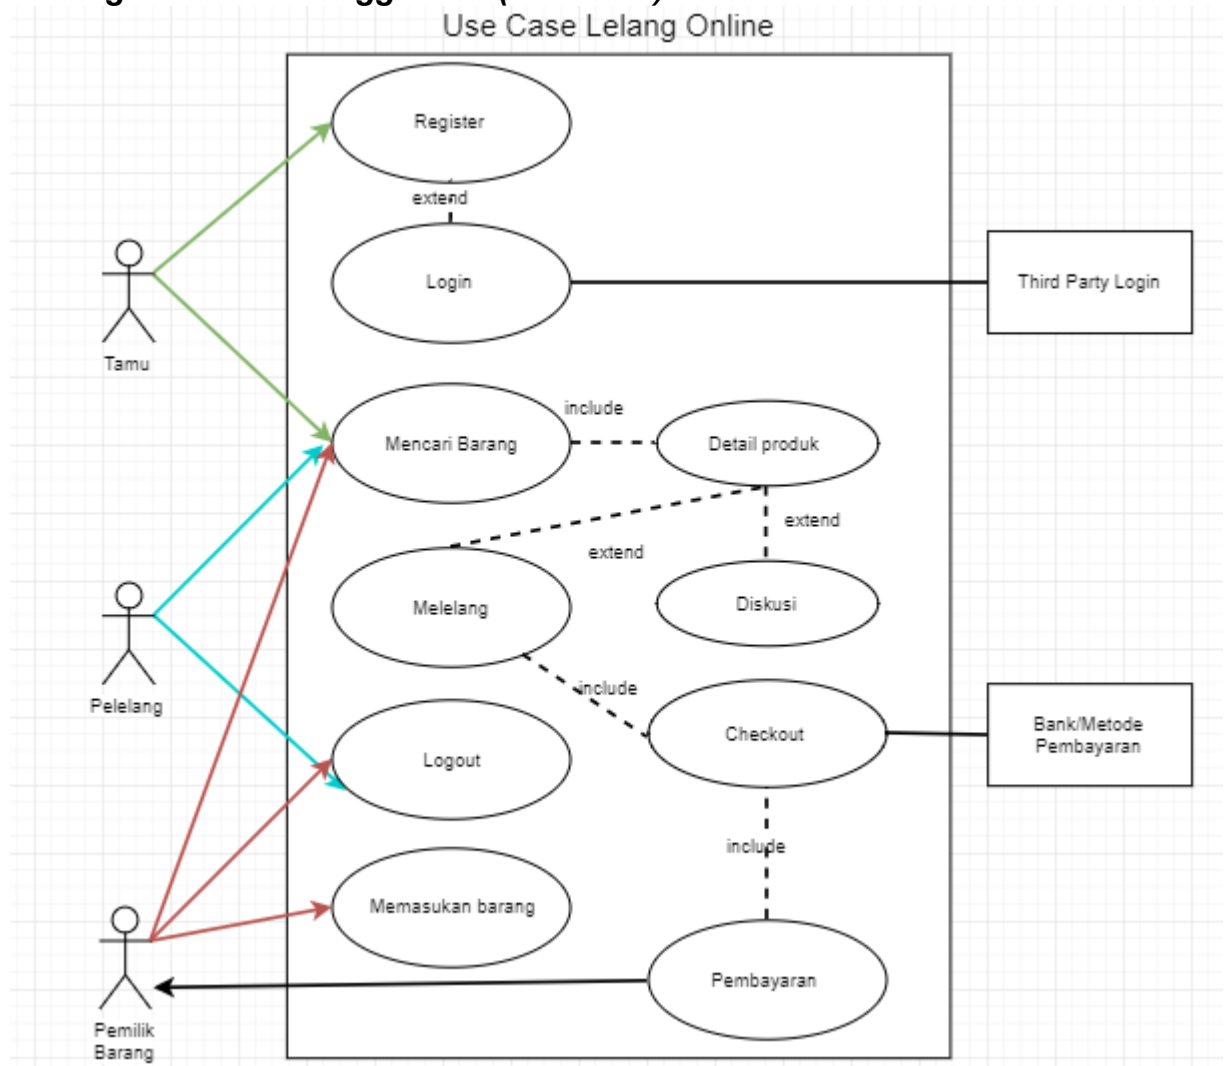 Use Case Lelang Online
Register
extend
Login
Third Party Login
Tamu
include
Mencari Barang
Detail produk
extend
extend
Melelang
Diskusi
Pelelang
include
Checkout
Bank/Metode
Pembayaran
Logout
include
Memasukan barang
Pembayaran
Pemilik
Barang